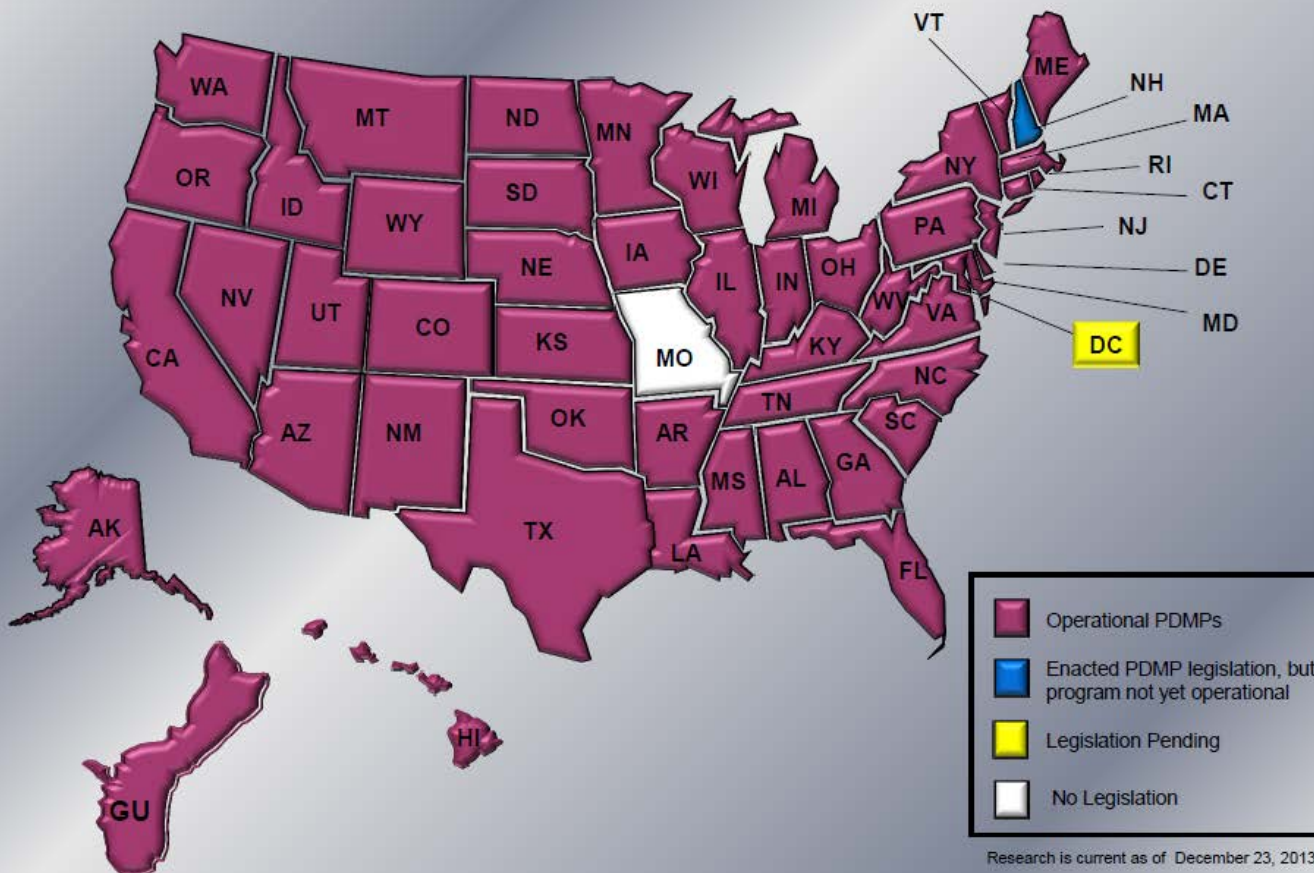 VT
ME
WA
NH
MT
ND
MN
MA
OR
ID
SD
WI
NY
RI
MI
CT
WY
PA
NJ
IA
NE
OH
DE
IL
IN
NV
UT
WV
VA
CO
MD
KS
KY
DC
CA
MO
NC
TN
OK
AZ
NM
AR
SC
GA
MS
AL
AK
TX
LA
FL
HI
GU
Operational PDMPs
Enacted PDMP legislation, but
program not yet operational
Legislation Pending
No Legislation
Research is current as of December 23, 2013